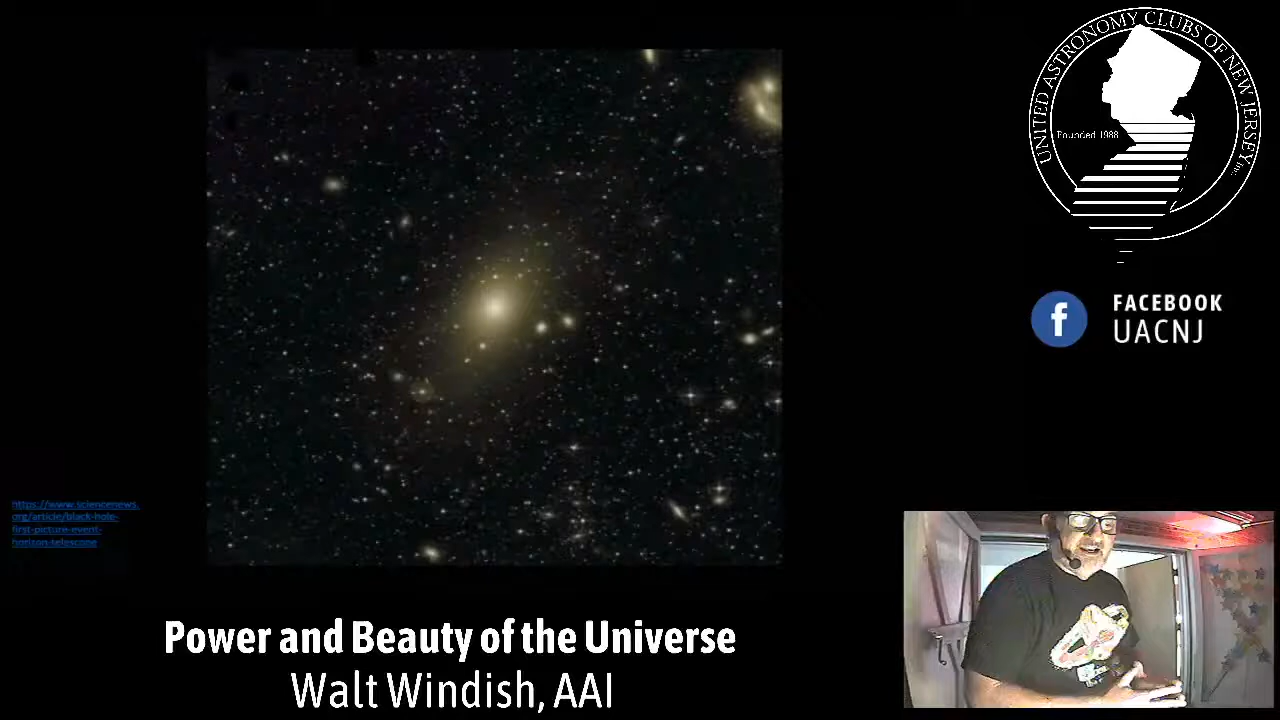 UNITED ASTRONOMY CLUBS OF NEW JERSEY, Inc.
Founded 1988
f FACEBOOK
UACNJ
https://www.sciencenews.
org/article/black-hole-
first-picture-event-
horizon-telescope
Power and Beauty of the Universe
Walt Windish, AAI